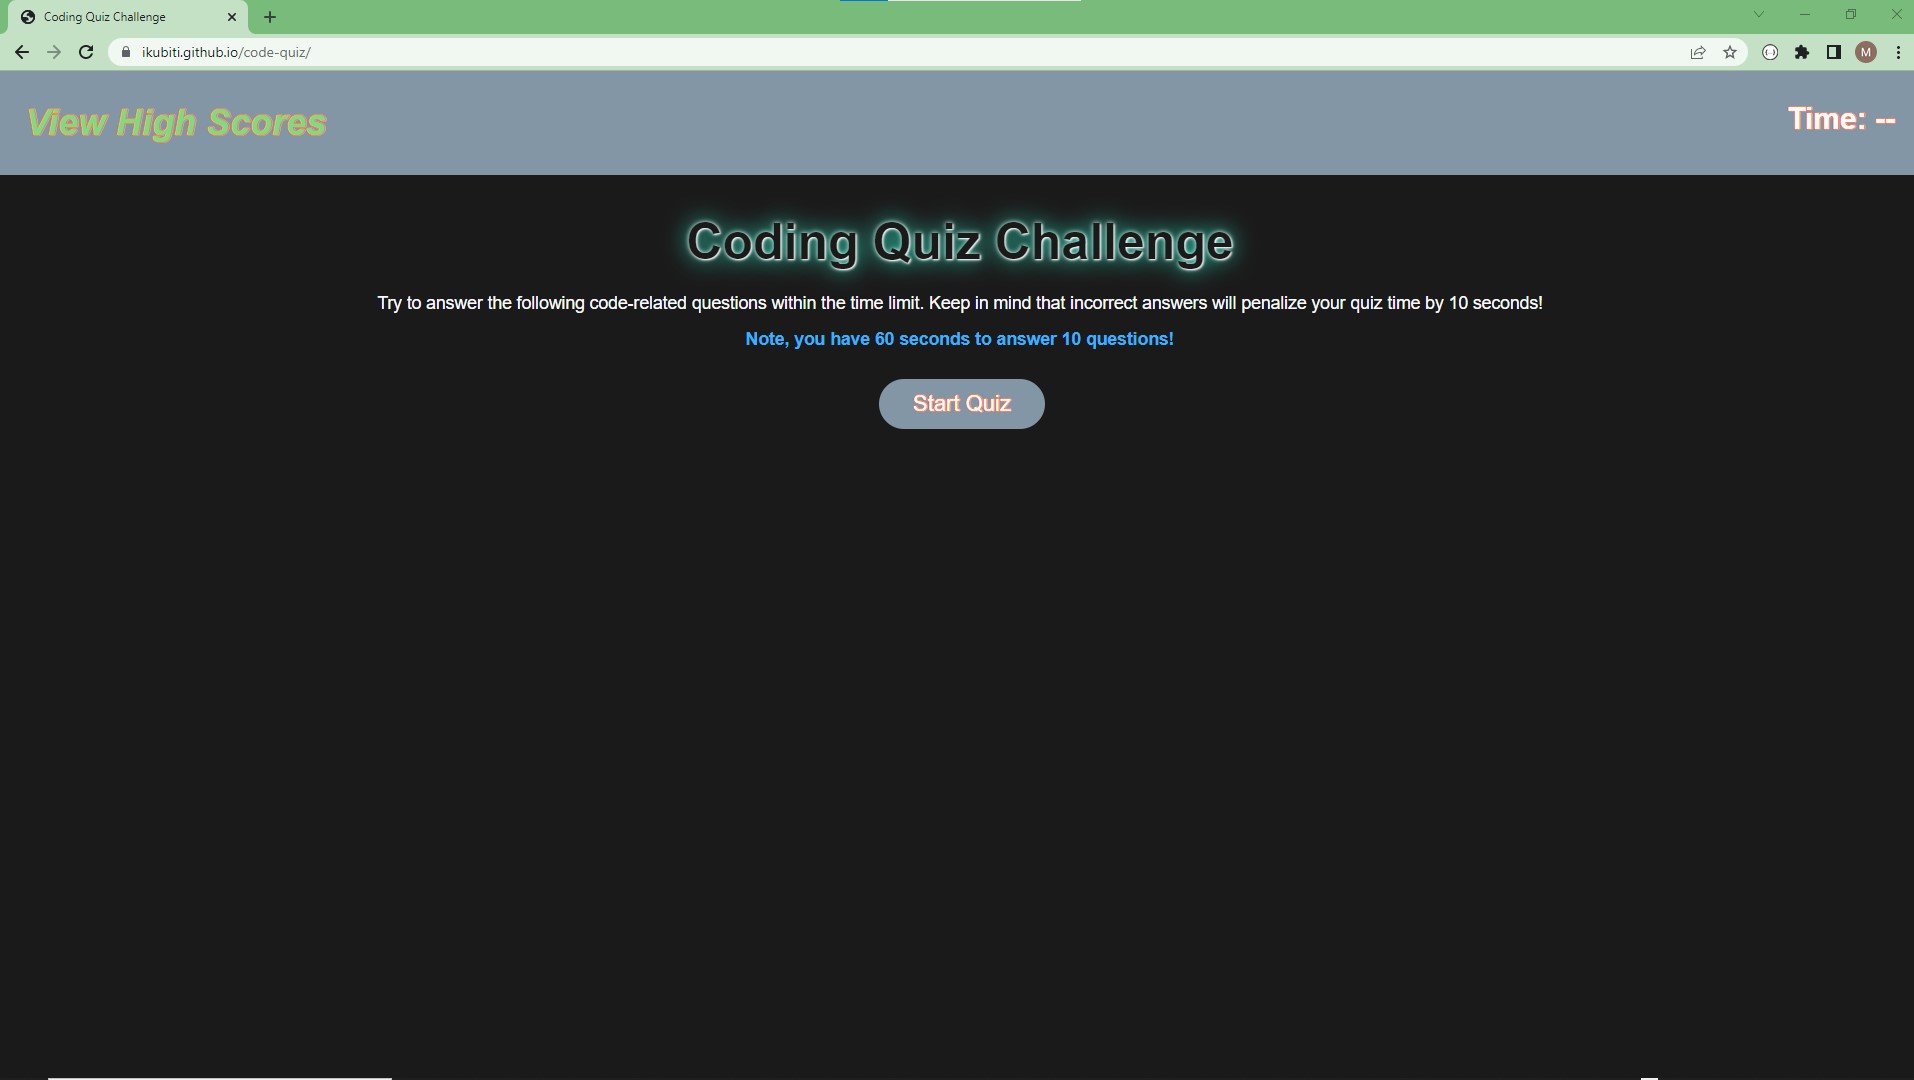 Coding Quiz Challenge
ikubiti.github.io/code-quiz/
M
View High Scores
Time: --
Coding Quiz Challenge
Try to answer the following code-related questions within the time limit. Keep in mind that incorrect answers will penalize your quiz time by 10 seconds!
Note, you have 60 seconds to answer 10 questions!
Start Quiz